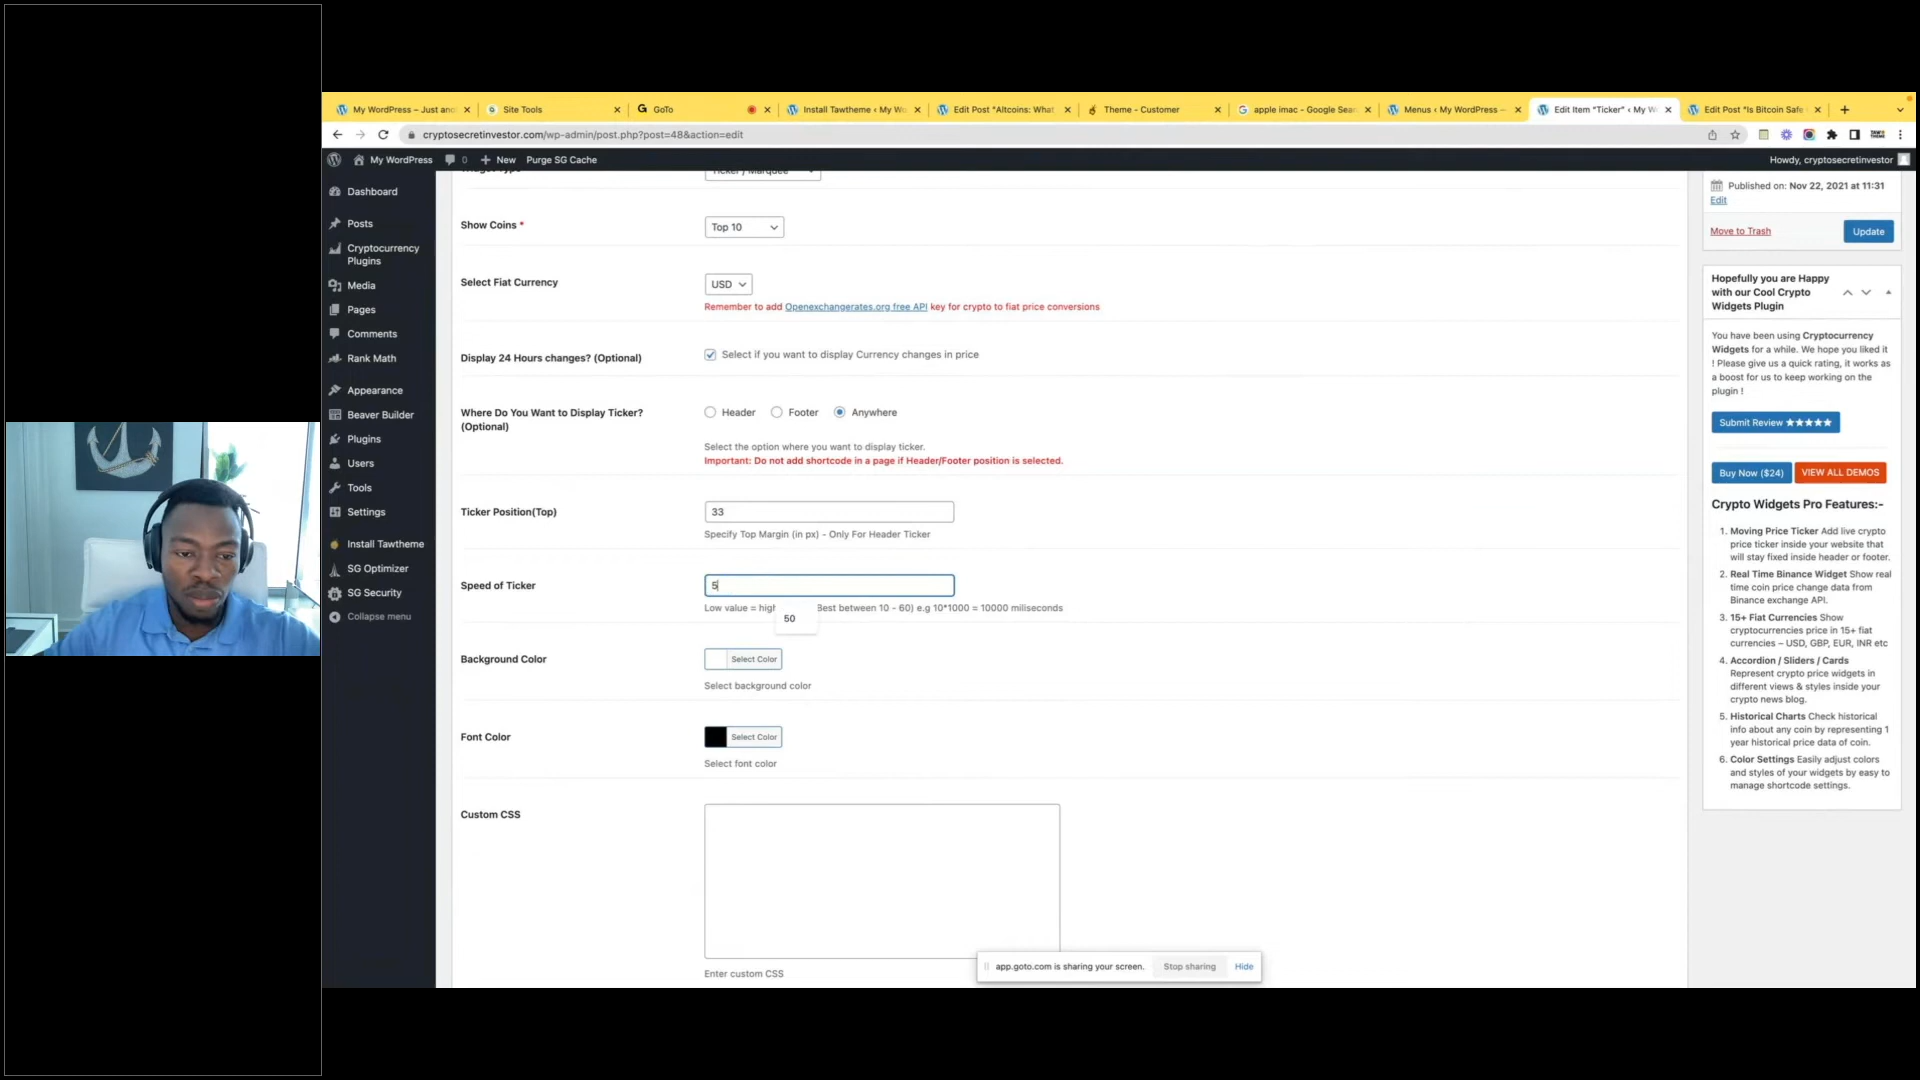 My WordPress – Just ano
Site Tools
GoTo
Install Tawtheme ‹ My Wo
Edit Post “Altcoins: What
Theme - Customer
apple imac - Google Sear
Menus ‹ My WordPress —
Edit Item “Ticker” ‹ My W
Edit Post “Is Bitcoin Safe
cryptosecretinvestor.com/wp-admin/post.php?post=48&action=edit
My WordPress
0
New
Purge SG Cache
Howdy, cryptosecretinvestor
Dashboard
Posts
Cryptocurrency
Plugins
Media
Pages
Comments
Rank Math
Appearance
Beaver Builder
Plugins
Users
Tools
Settings
Install Tawtheme
SG Optimizer
SG Security
Collapse menu
Widget Type
Ticker / Marquee
Show Coins *
Top 10
Select Fiat Currency
USD
Remember to add Openexchangerates.org free API key for crypto to fiat price conversions
Display 24 Hours changes? (Optional)
Select if you want to display Currency changes in price
Where Do You Want to Display Ticker?
(Optional)
Header
Footer
Anywhere
Select the option where you want to display ticker.
Important: Do not add shortcode in a page if Header/Footer position is selected.
Ticker Position(Top)
33
Specify Top Margin (in px) - Only For Header Ticker
Speed of Ticker
5
Low value = high
Best between 10 - 60) e.g 10*1000 = 10000 miliseconds
50
Background Color
Select Color
Select background color
Font Color
Select Color
Select font color
Custom CSS
Enter custom CSS
app.goto.com is sharing your screen.
Stop sharing
Hide
Published on: Nov 22, 2021 at 11:31
Edit
Move to Trash
Update
Hopefully you are Happy
with our Cool Crypto
Widgets Plugin
You have been using Cryptocurrency
Widgets for a while. We hope you liked it
! Please give us a quick rating, it works as
a boost for us to keep working on the
plugin !
Submit Review ★★★★★
Buy Now ($24)
VIEW ALL DEMOS
Crypto Widgets Pro Features:-
1. Moving Price Ticker Add live crypto
price ticker inside your website that
will stay fixed inside header or footer.
2. Real Time Binance Widget Show real
time coin price change data from
Binance exchange API.
3. 15+ Fiat Currencies Show
cryptocurrencies price in 15+ fiat
currencies – USD, GBP, EUR, INR etc
4. Accordion / Sliders / Cards
Represent crypto price widgets in
different views & styles inside your
crypto news blog.
5. Historical Charts Check historical
info about any coin by representing 1
year historical price data of coin.
6. Color Settings Easily adjust colors
and styles of your widgets by easy to
manage shortcode settings.